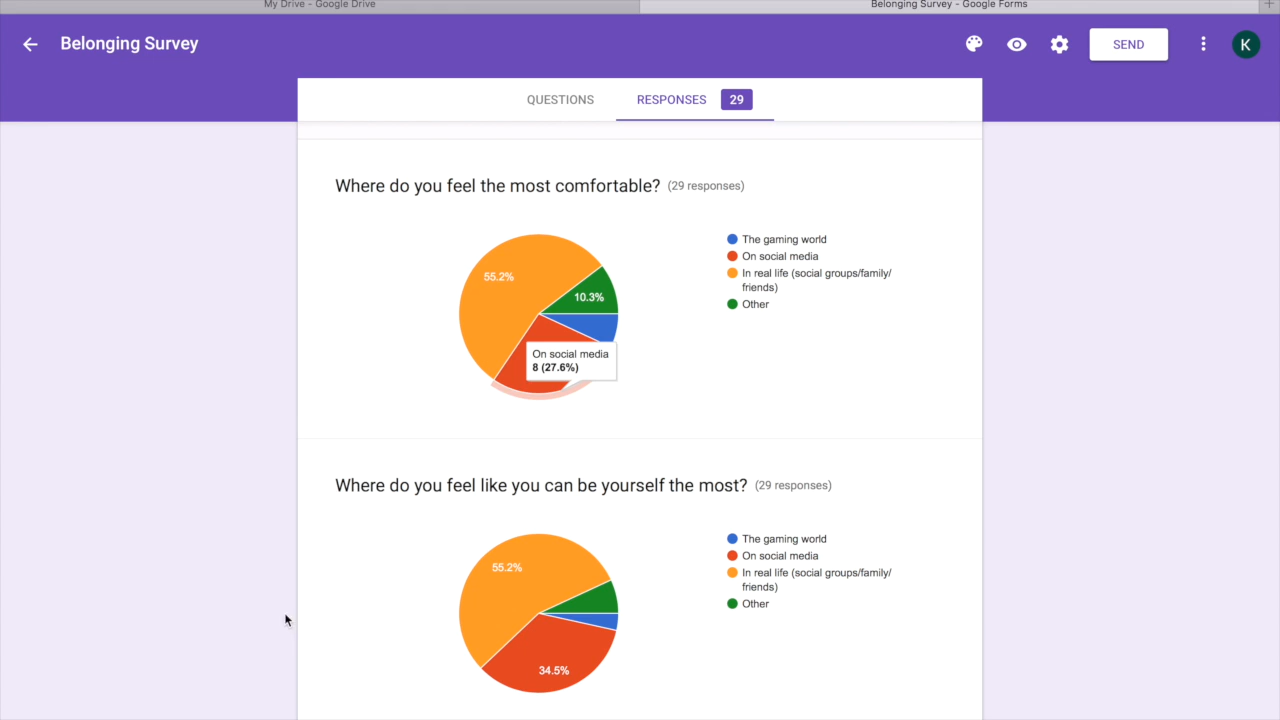 My Drive - Google Drive
Belonging Survey - Google Forms
Belonging Survey
SEND
K
QUESTIONS
RESPONSES 29
Where do you feel the most comfortable? (29 responses)
55.2%
10.3%
On social media
8 (27.6%)
The gaming world
On social media
In real life (social groups/family/
friends)
Other
Where do you feel like you can be yourself the most? (29 responses)
55.2%
34.5%
The gaming world
On social media
In real life (social groups/family/
friends)
Other